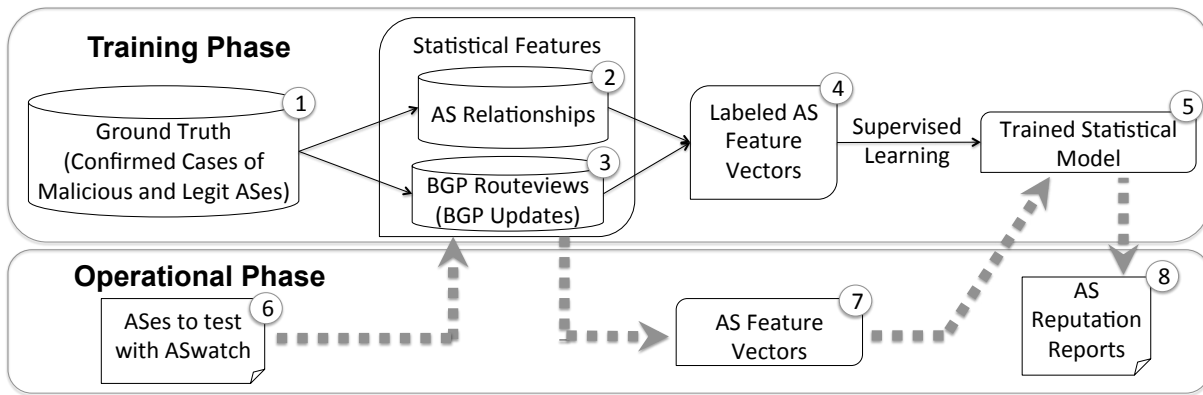 Training Phase
Statistical Features
1
Ground Truth
(Confirmed Cases of
Malicious and Legit ASes)
2
AS Relationships
3
BGP Routeviews
(BGP Updates)
4
Labeled AS
Feature
Vectors
Supervised
Learning
5
Trained Statistical
Model
Operational Phase
6
ASes to test
with ASwatch
7
AS Feature
Vectors
8
AS
Reputation
Reports